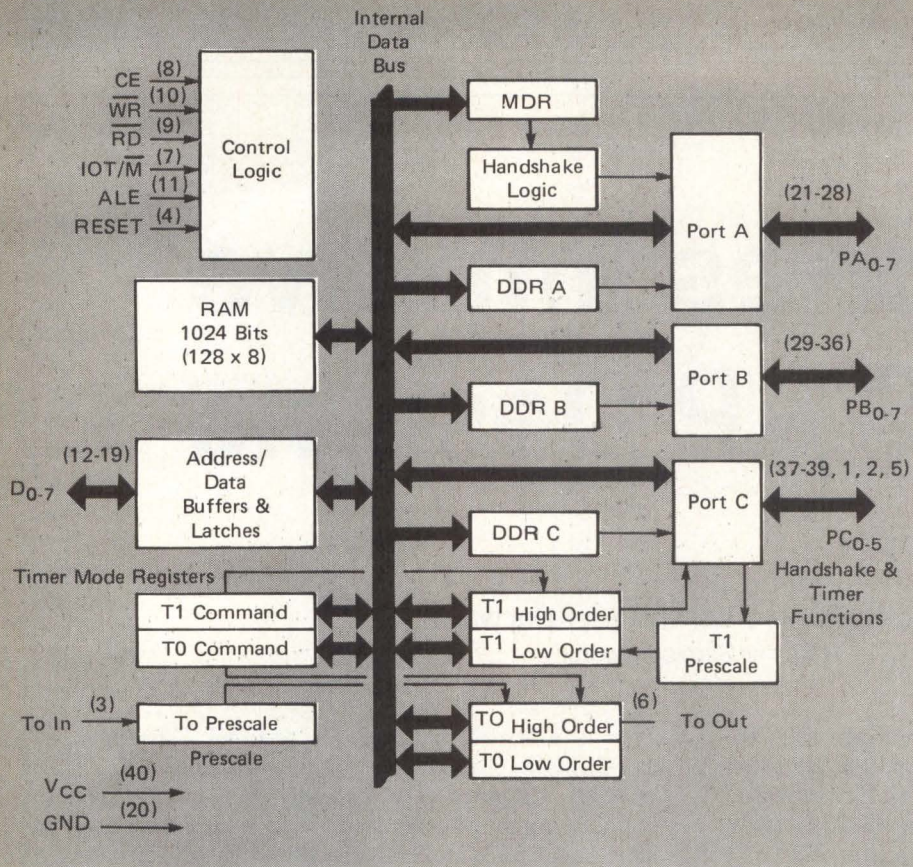 Internal
Data
Bus
CE (8)
WR (10)
RD (9)
IOT/M (7)
ALE (11)
RESET (4)
Control
Logic
MDR
Handshake
Logic
Port A
(21-28)
PA0-7
DDR A
RAM
1024 Bits
(128 x 8)
Port B
(29-36)
PB0-7
DDR B
(12-19)
D0-7
Address/
Data
Buffers &
Latches
Port C
(37-39, 1, 2, 5)
PC0-5
Handshake &
Timer
Functions
DDR C
Timer Mode Registers
T1 Command
T0 Command
T1 High Order
T1 Low Order
T1
Prescale
To In (3)
To Prescale
Prescale
TO High Order
T0 Low Order
(6)
To Out
VCC (40)
GND (20)